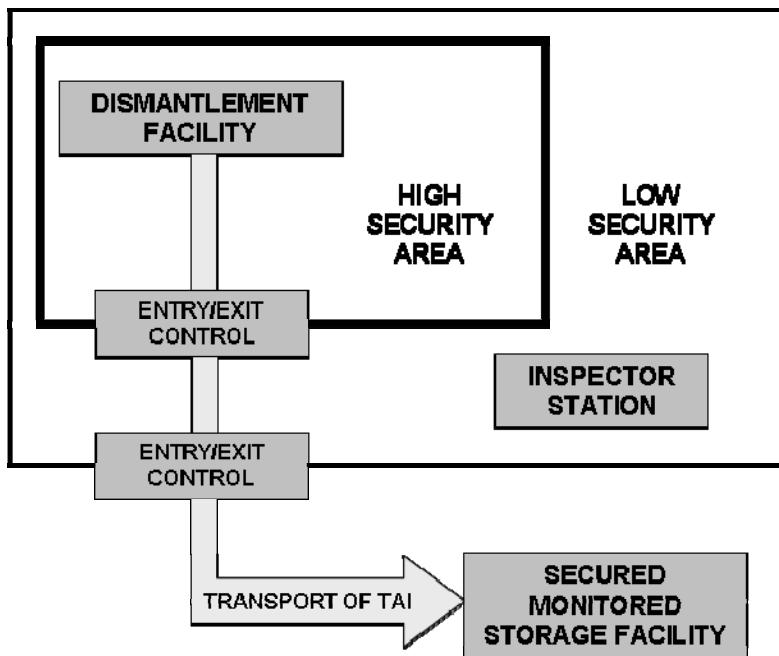 DISMANTLEMENT
FACILITY
HIGH
SECURITY
AREA
LOW
SECURITY
AREA
ENTRY/EXIT
CONTROL
INSPECTOR
STATION
ENTRY/EXIT
CONTROL
TRANSPORT OF TAI
SECURED
MONITORED
STORAGE FACILITY